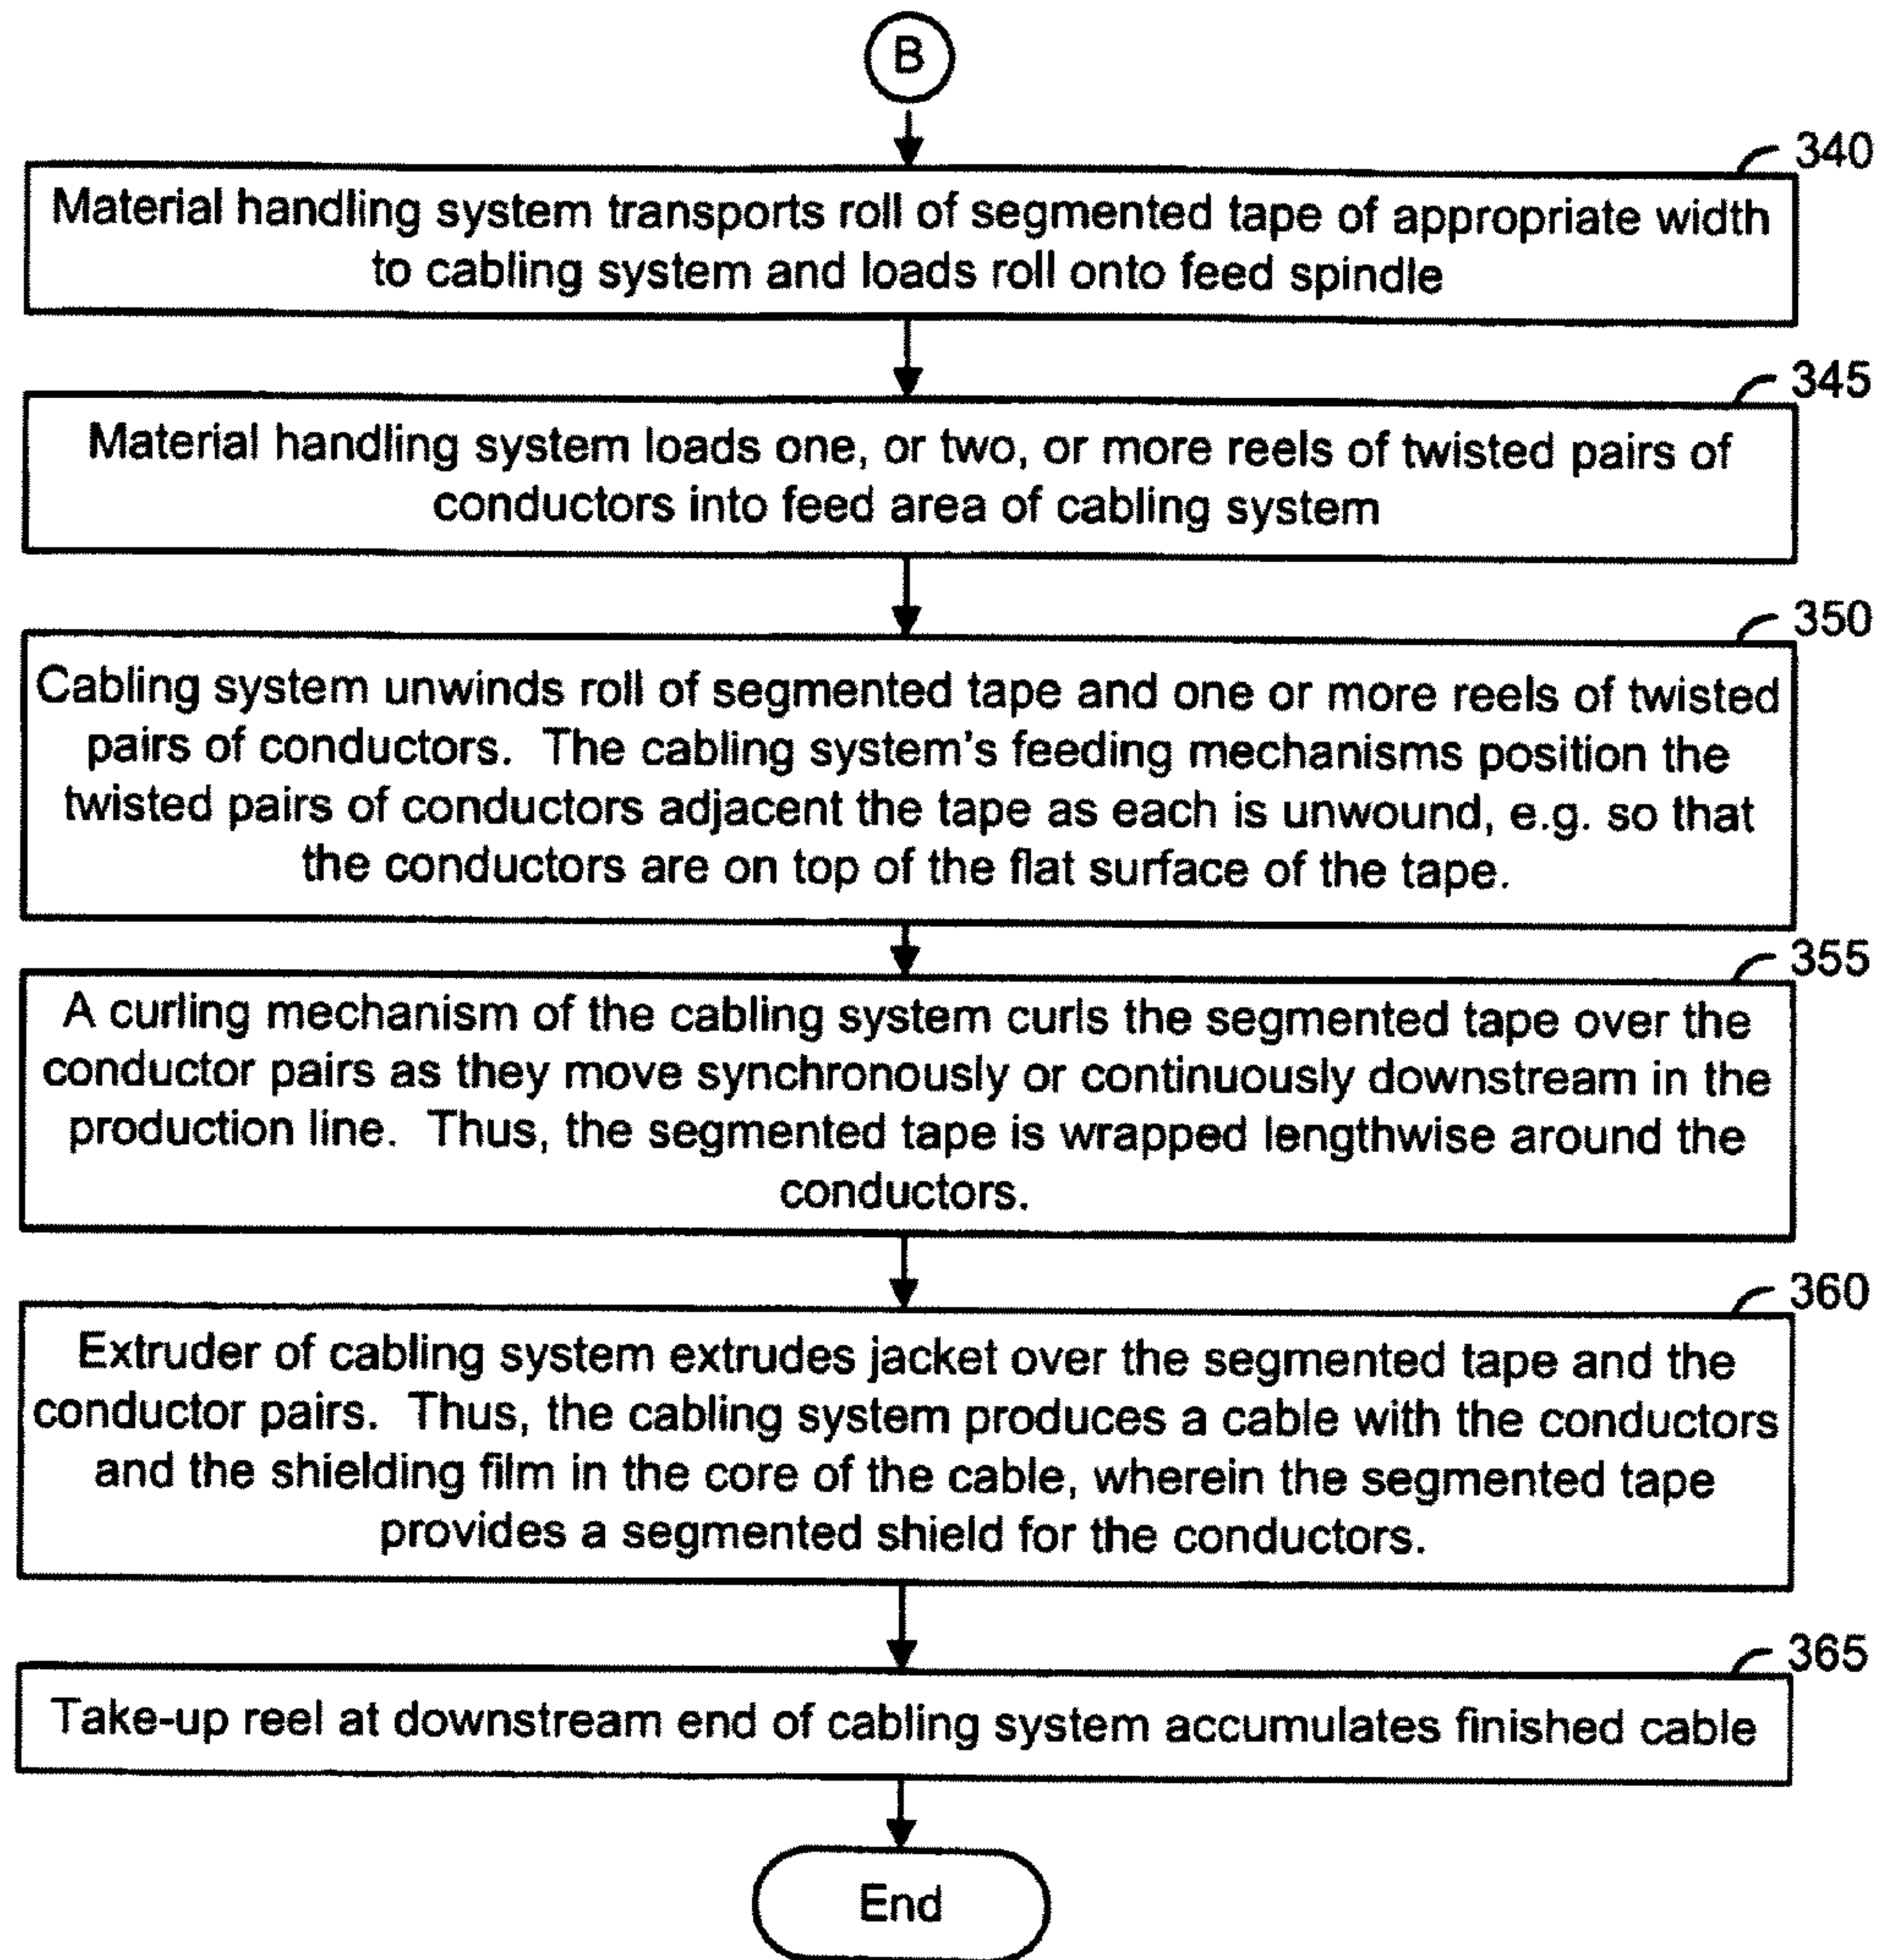 B
340
Material handling system transports roll of segmented tape of appropriate width
to cabling system and loads roll onto feed spindle
345
Material handling system loads one, or two, or more reels of twisted pairs of
conductors into feed area of cabling system
350
Cabling system unwinds roll of segmented tape and one or more reels of twisted
pairs of conductors. The cabling system's feeding mechanisms position the
twisted pairs of conductors adjacent the tape as each is unwound, e.g. so that
the conductors are on top of the flat surface of the tape.
355
A curling mechanism of the cabling system curls the segmented tape over the
conductor pairs as they move synchronously or continuously downstream in the
production line. Thus, the segmented tape is wrapped lengthwise around the
conductors.
360
Extruder of cabling system extrudes jacket over the segmented tape and the
conductor pairs. Thus, the cabling system produces a cable with the conductors
and the shielding film in the core of the cable, wherein the segmented tape
provides a segmented shield for the conductors.
365
Take-up reel at downstream end of cabling system accumulates finished cable
End